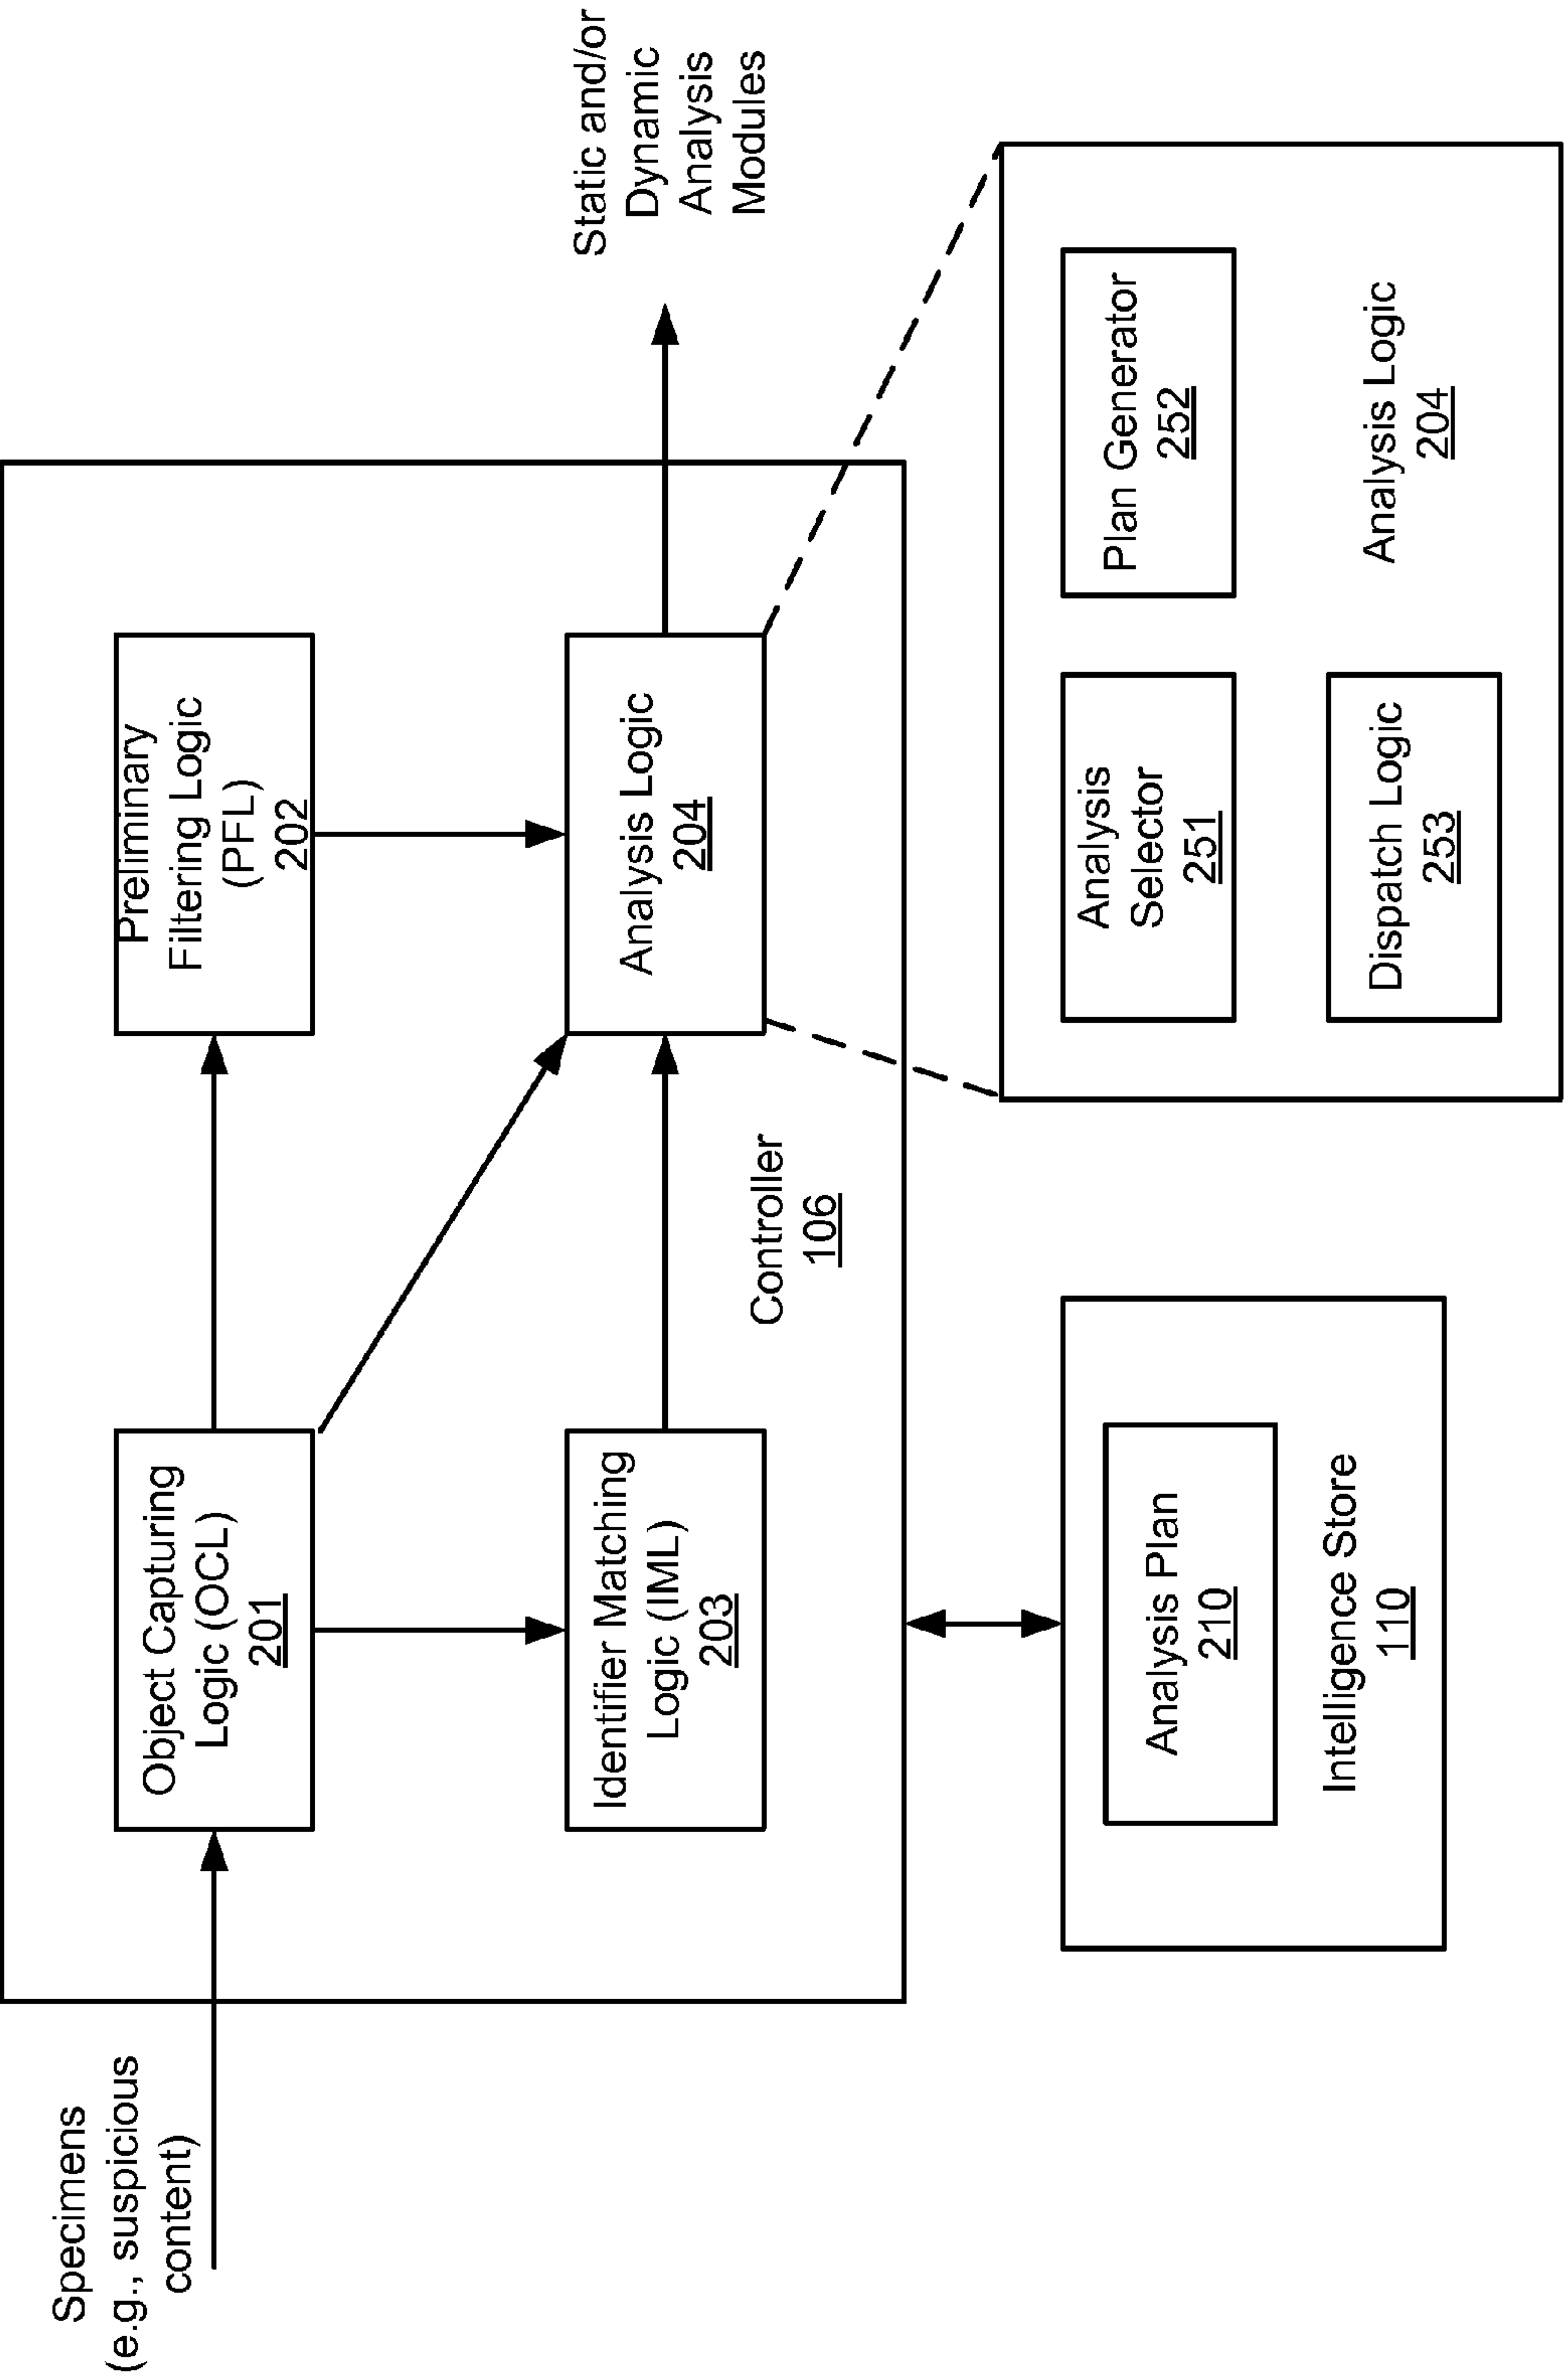 Specimens
(e.g., suspicious
content)
Object Capturing
Logic (OCL)
201
Preliminary
Filtering Logic
(PFL)
202
Identifier Matching
Logic (IML)
203
Analysis Logic
204
Static and/or
Dynamic
Analysis
Modules
Controller
106
Analysis Plan
210
Intelligence Store
110
Analysis
Selector
251
Plan Generator
252
Dispatch Logic
253
Analysis Logic
204